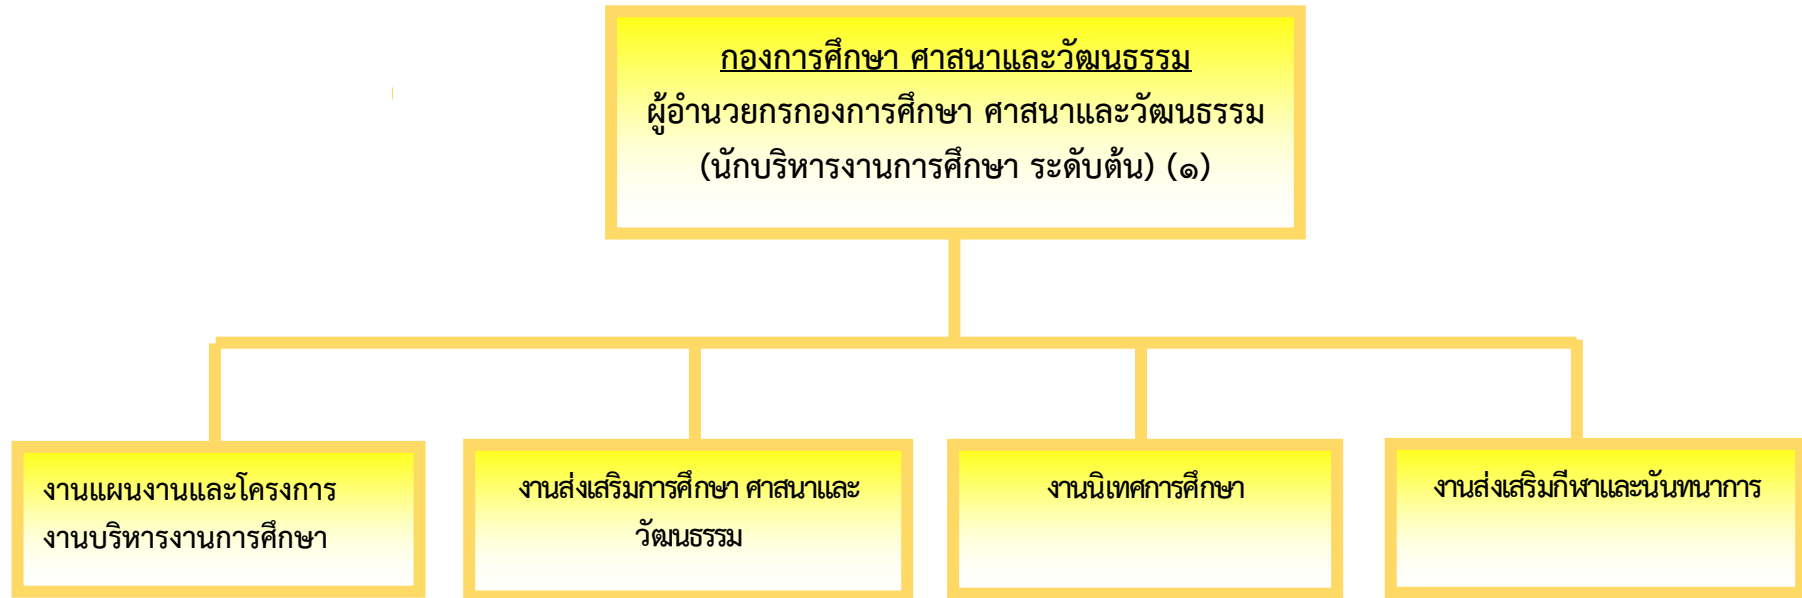 กองการศึกษา ศาสนาและวัฒนธรรม
ผู้อำนวยกรกองการศึกษา ศาสนาและวัฒนธรรม
(นักบริหารงานการศึกษา ระดับต้น) (๑)
งานแผนงานและโครงการ
งานบริหารงานการศึกษา
งานส่งเสริมการศึกษา ศาสนาและ
วัฒนธรรม
งานนิเทศการศึกษา
งานส่งเสริมกีฬาและนันทนาการ